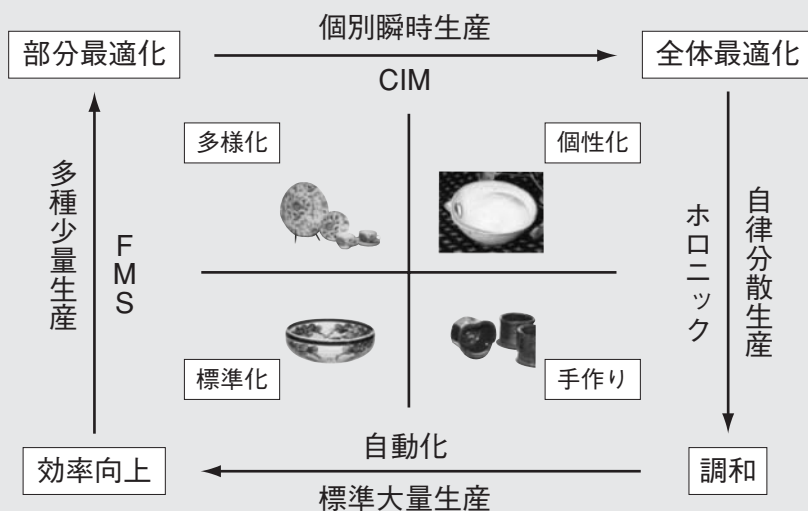 個別瞬時生産
部分最適化
全体最適化
CIM
多様化
個性化
多種少量生産
FMS
ホロニック
自律分散生産
標準化
手作り
自動化
効率向上
調和
標準大量生産